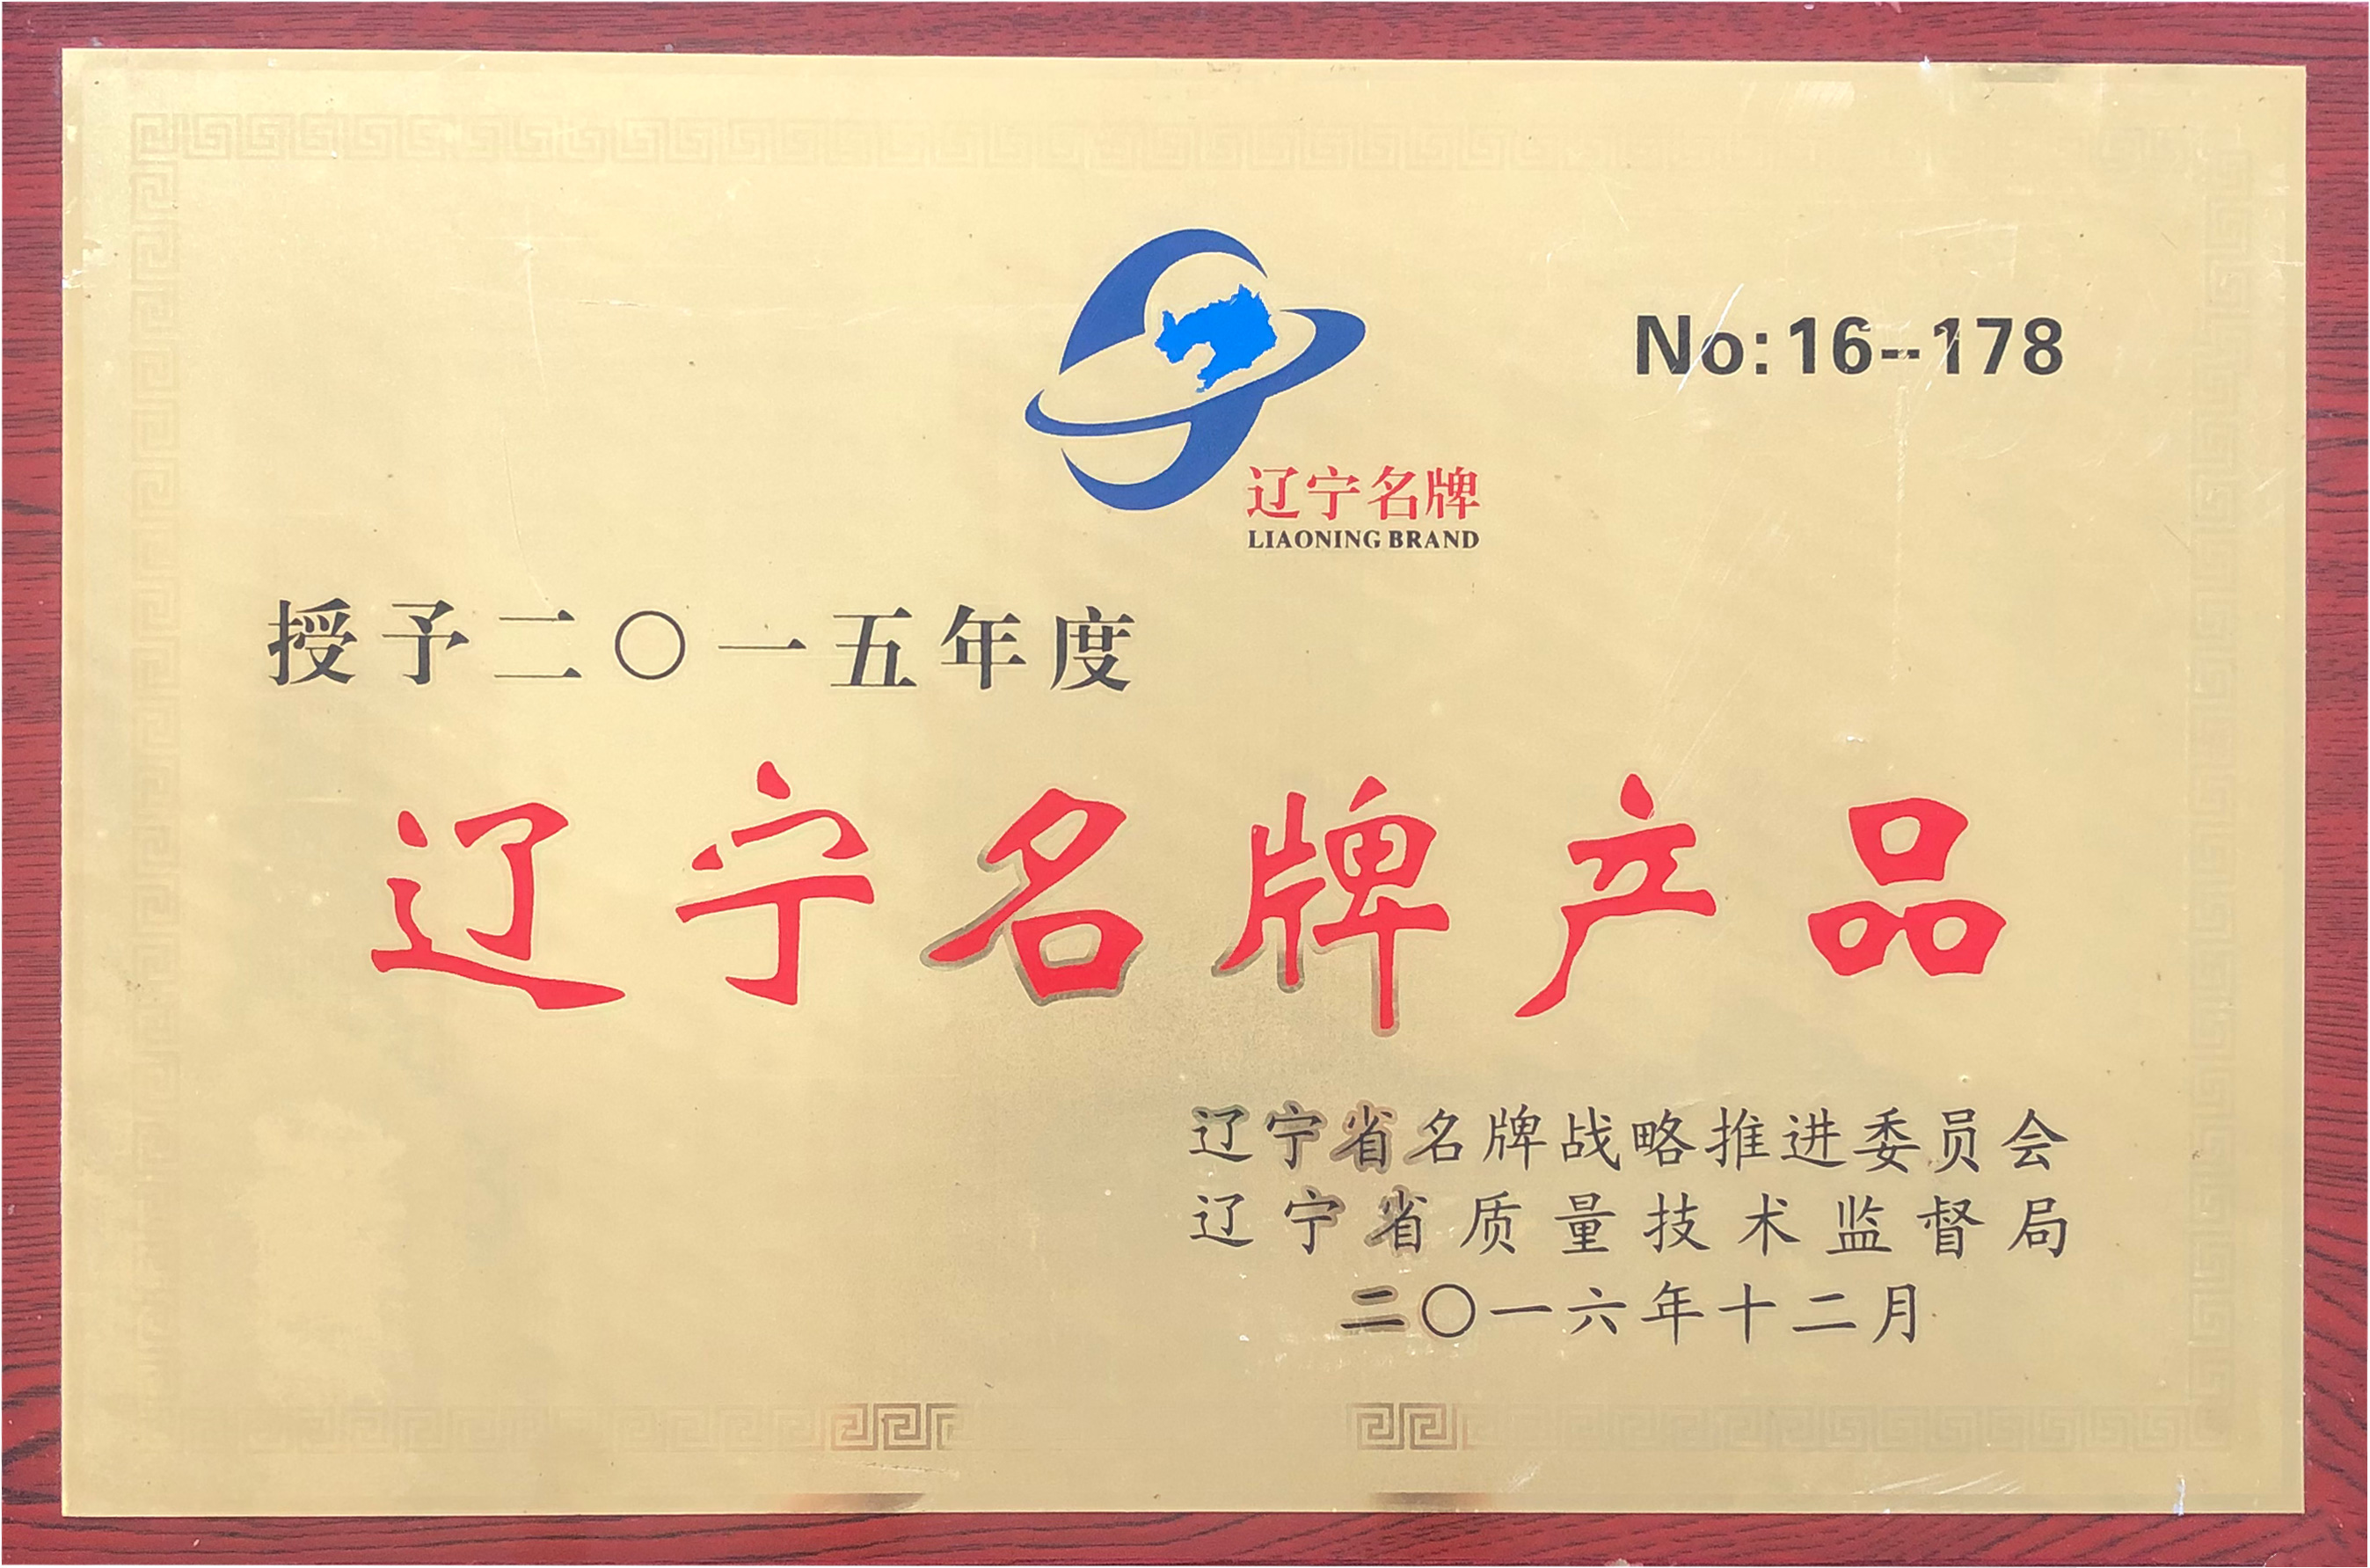 No:16--178
辽宁名牌
LIAONING BRAND
授予二〇一五年度
辽宁名牌产品
辽宁省名牌战略推进委员会
辽宁省质量技术监督局
二〇一六年十二月